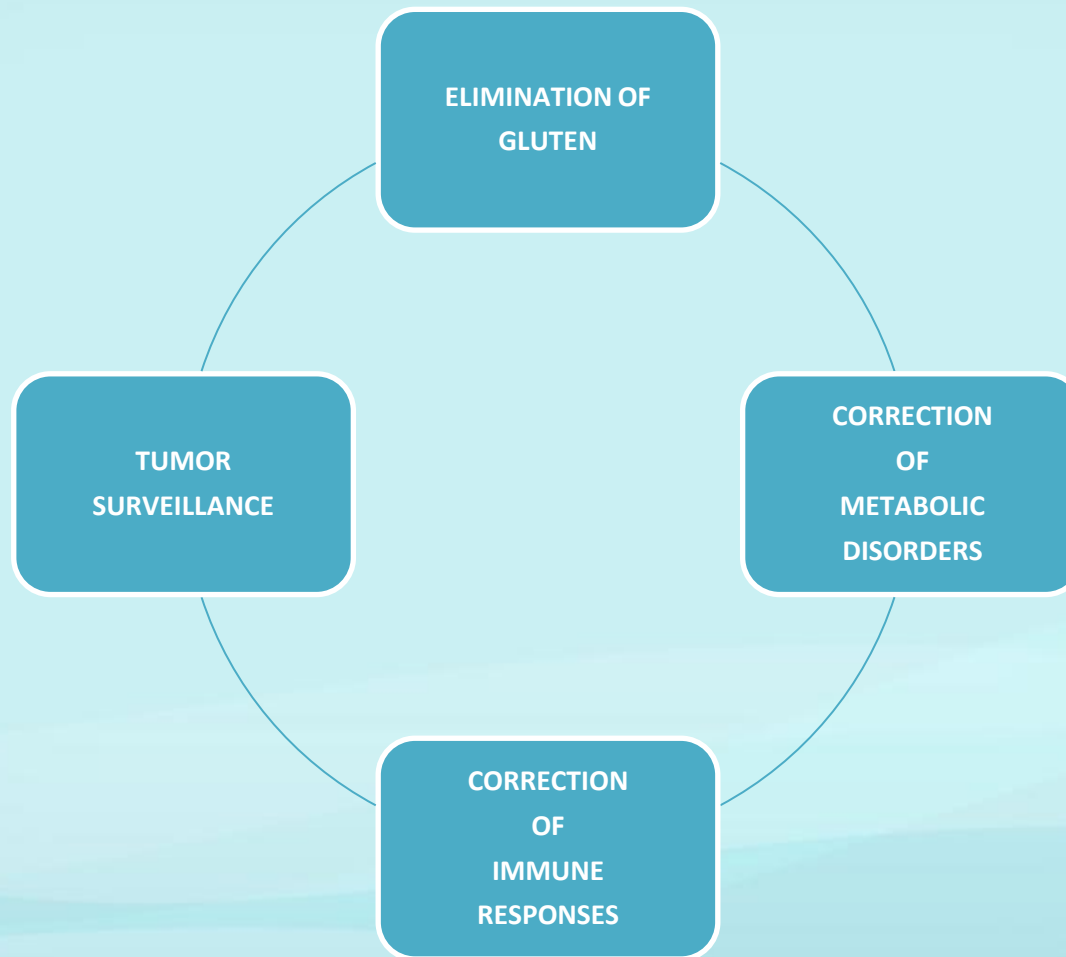 ELIMINATION OF
GLUTEN
TUMOR
SURVEILLANCE
CORRECTION
OF
METABOLIC
DISORDERS
CORRECTION
OF
IMMUNE
RESPONSES